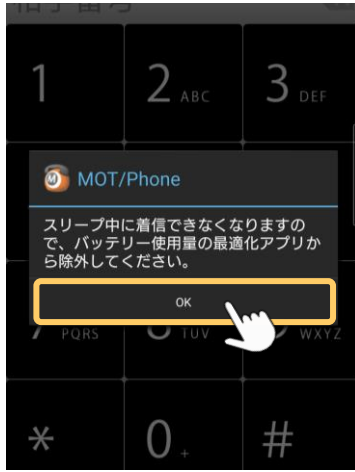 1 2 ABC 3 DEF
MOT/Phone
スリープ中に着信できなくなりますの
で、バッテリー使用量の最適化アプリか
ら除外してください。
OK
PQRS TUV WXYZ
* 0 + #